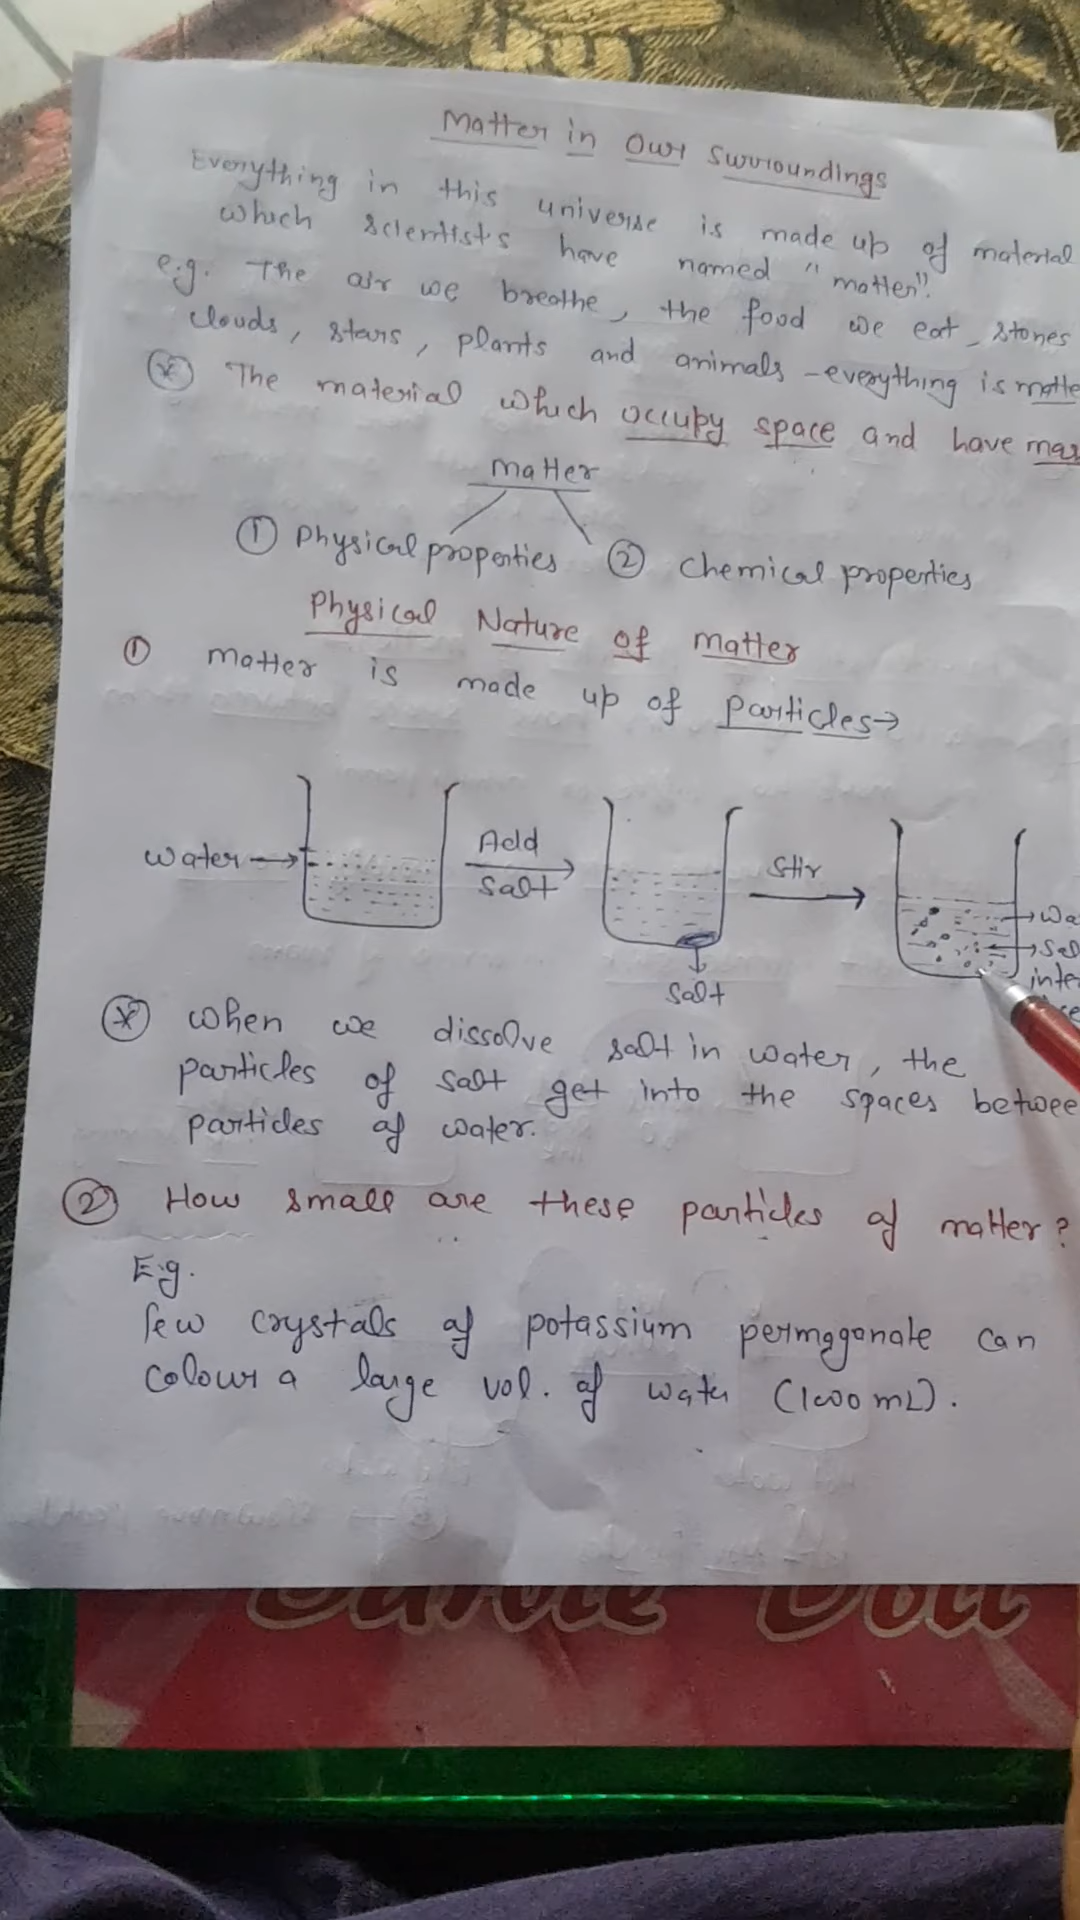 Matter in Our Surroundings
Everything in this universe is made up of material
which scientists have named "matter".
e.g. The air we breathe, the food we eat, stones
clouds, stars, plants and animals - everything is matte
* The material which occupy space and have mas
Matter
① Physical properties ② Chemical properties
Physical Nature of matter
① matter is made up of particles→
Water→ Add Salt → Stir → Wa
Sal
inte
Salt
* When we dissolve salt in water, the
particles of salt get into the spaces betwee
particles of water.
② How small are these particles of matter?
E.g.
few crystals of potassium permaganate can
colour a large vol. of water (1000 mL).
Doll